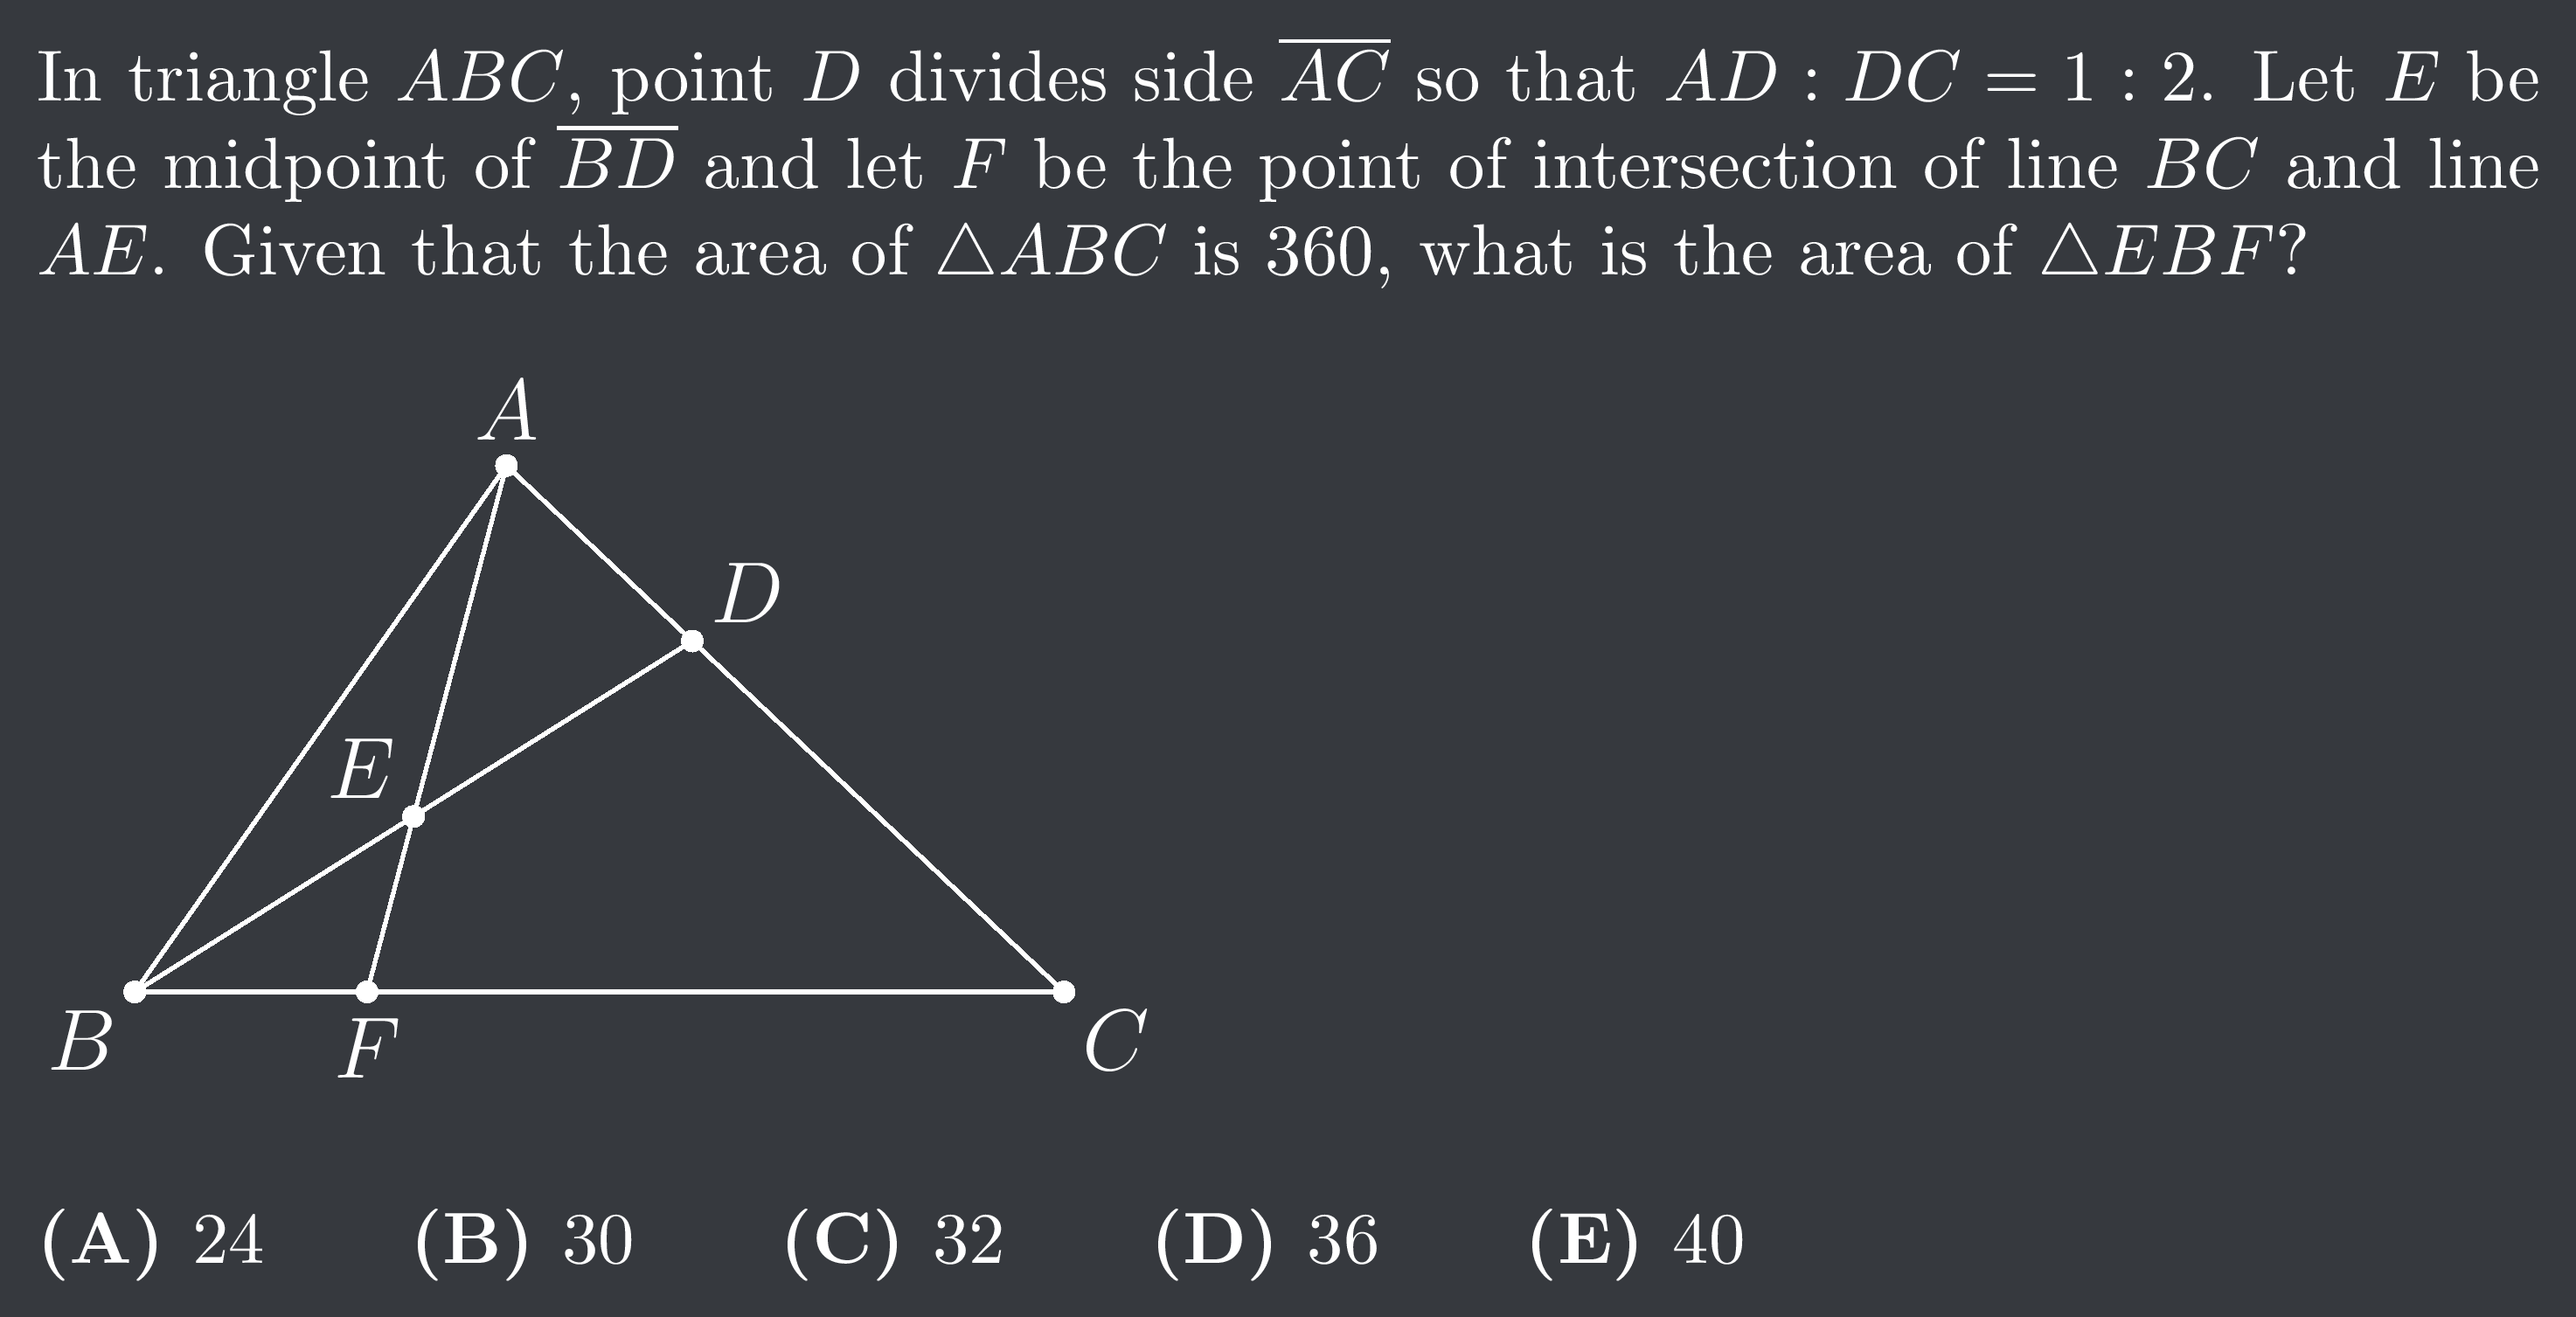 In triangle ABC, point D divides side $\overline{AC}$ so that AD : DC = 1 : 2. Let E be
the midpoint of $\overline{BD}$ and let F be the point of intersection of line BC and line
AE. Given that the area of △ABC is 360, what is the area of △EBF?
A
D
E
B
F
C
(A) 24 (B) 30 (C) 32 (D) 36 (E) 40